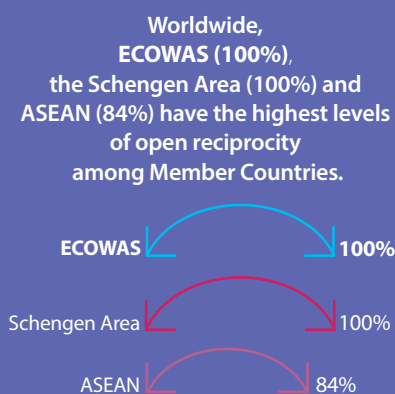 Worldwide,
ECOWAS (100%),
the Schengen Area (100%) and
ASEAN (84%) have the highest levels
of open reciprocity
among Member Countries.
ECOWAS 100%
Schengen Area 100%
ASEAN 84%